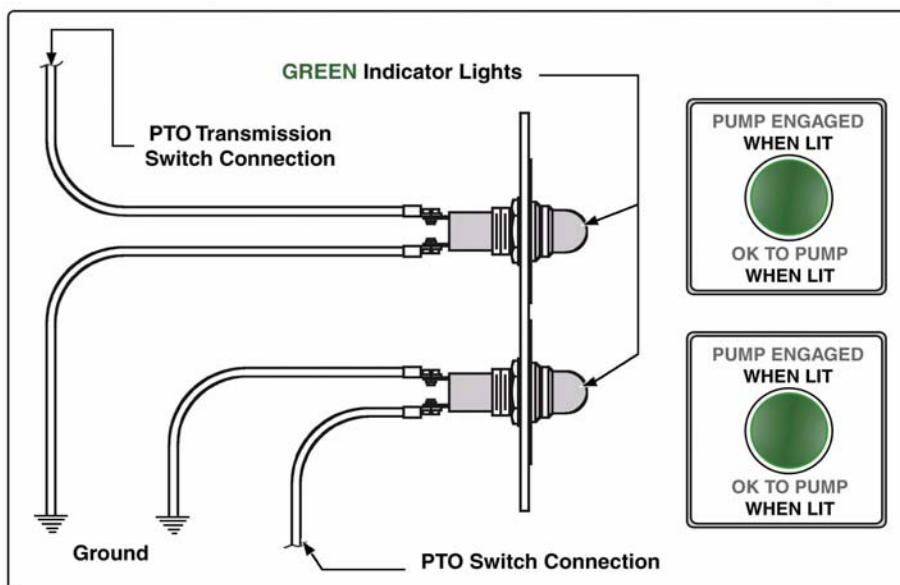 GREEN Indicator Lights
PTO Transmission
Switch Connection
Ground
PTO Switch Connection
PUMP ENGAGED
WHEN LIT
OK TO PUMP
WHEN LIT
PUMP ENGAGED
WHEN LIT
OK TO PUMP
WHEN LIT